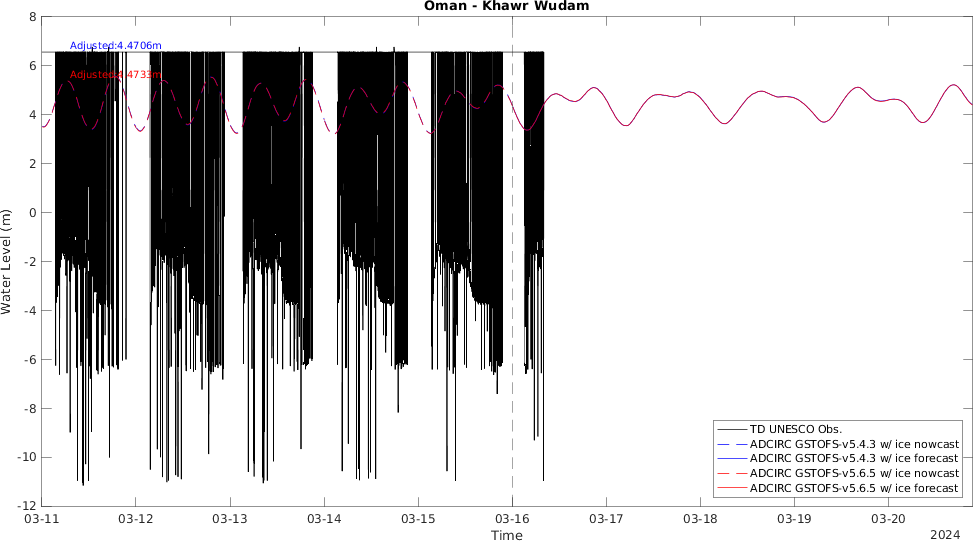 Oman - Khawr Wudam
Water Level (m)
8
6
4
2
0
-2
-4
-6
-8
-10
-12
Adjusted:4.4706m
Adjusted:4.4733m
TD UNESCO Obs.
ADCIRC GSTOFS-v5.4.3 w/ ice nowcast
ADCIRC GSTOFS-v5.4.3 w/ ice forecast
ADCIRC GSTOFS-v5.6.5 w/ ice nowcast
ADCIRC GSTOFS-v5.6.5 w/ ice forecast
03-11 03-12 03-13 03-14 03-15 03-16 03-17 03-18 03-19 03-20
Time
2024